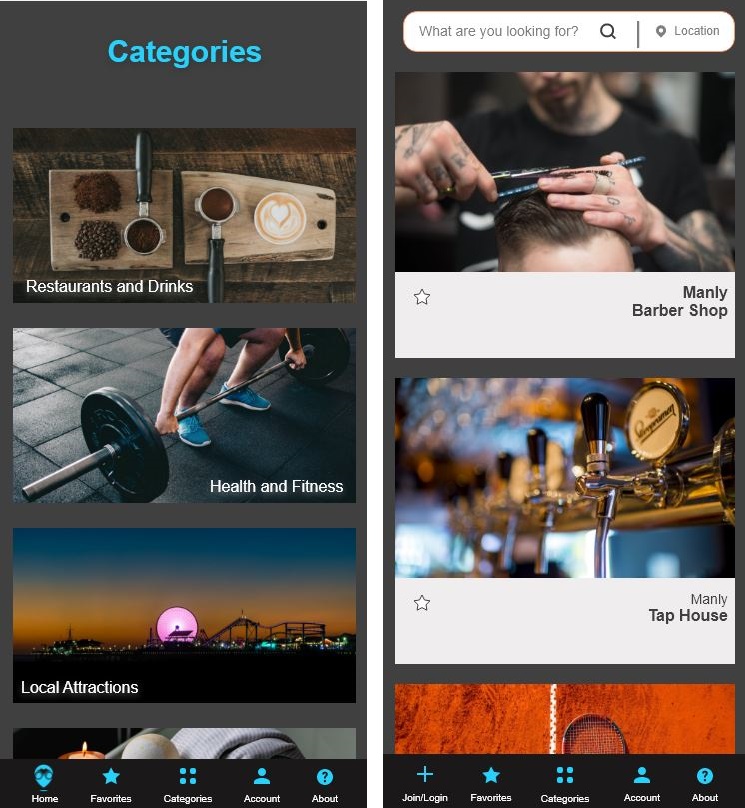 Categories
Restaurants and Drinks
Health and Fitness
Local Attractions
Home
Favorites
Categories
Account
About
What are you looking for?
Location
Manly
Barber Shop
Staropramen
Manly
Tap House
Join/Login
Favorites
Categories
Account
About